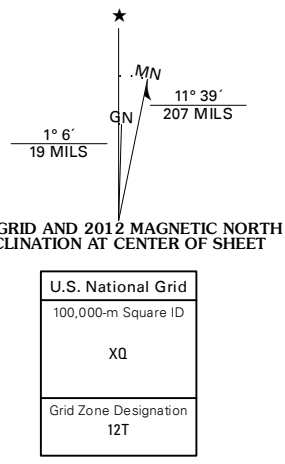 ★
MN
GN
11° 39´
207 MILS
1° 6´
19 MILS
GRID AND 2012 MAGNETIC NORTH
CLINATION AT CENTER OF SHEET
U.S. National Grid
100,000-m Square ID
XQ
Grid Zone Designation
12T